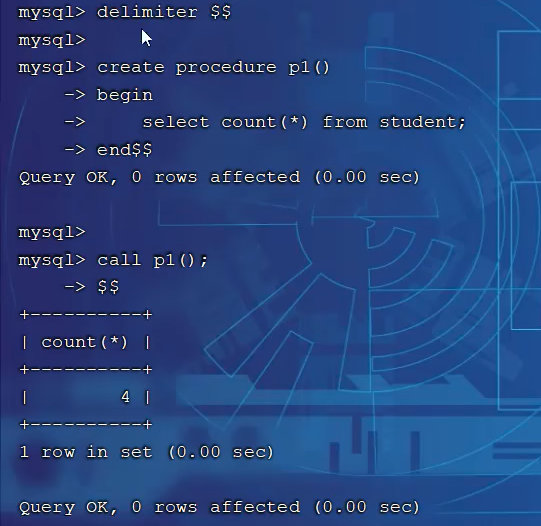 mysql> delimiter $$
mysql>
mysql> create procedure p1()
    -> begin
    ->     select count(*) from student;
    -> end$$
Query OK, 0 rows affected (0.00 sec)

mysql>
mysql> call p1();
    -> $$
+----------+
| count(*) |
+----------+
|        4 |
+----------+
1 row in set (0.00 sec)

Query OK, 0 rows affected (0.00 sec)